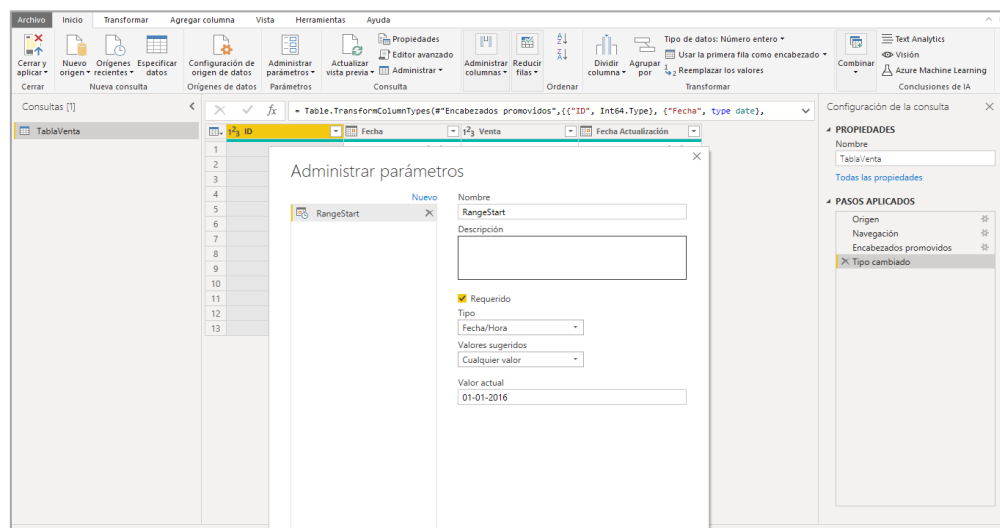 Archivo Inicio Transformar Agregar columna Vista Herramientas Ayuda
Cerrar y aplicar
Nuevo origen
Orígenes recientes
Especificar datos
Configuración de origen de datos
Administrar parámetros
Actualizar vista previa
Propiedades
Editor avanzado
Administrar
Administrar columnas
Reducir filas
Dividir columna
Agrupar por
Tipo de datos: Número entero
Usar la primera fila como encabezado
Reemplazar los valores
Combinar
Text Analytics
Visión
Azure Machine Learning
Cerrar Nueva consulta Orígenes de datos Parámetros Consulta Ordenar Transformar Conclusiones de IA
Consultas [1]
TablaVenta
fx = Table.TransformColumnTypes(#"Encabezados promovidos",{{"ID", Int64.Type}, {"Fecha", type date},
ID Fecha Venta Fecha Actualización
1
2
3
4
5
6
7
8
9
10
11
12
13
Administrar parámetros
Nuevo
RangeStart
Nombre
RangeStart
Descripción
Requerido
Tipo
Fecha/Hora
Valores sugeridos
Cualquier valor
Valor actual
01-01-2016
Configuración de la consulta
PROPIEDADES
Nombre
TablaVenta
Todas las propiedades
PASOS APLICADOS
Origen
Navegación
Encabezados promovidos
Tipo cambiado